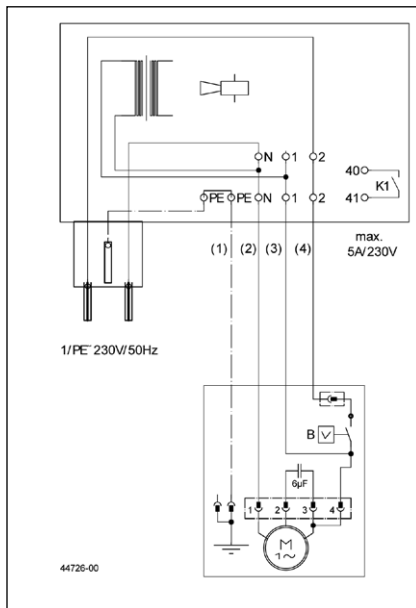 N 1 2
40
K1
PE PE N 1 2 41
(1) (2) (3) (4)
max.
5A/230V
1/PE~ 230V/50Hz
B
6µF
1 2 3 4
M
1~
44726-00